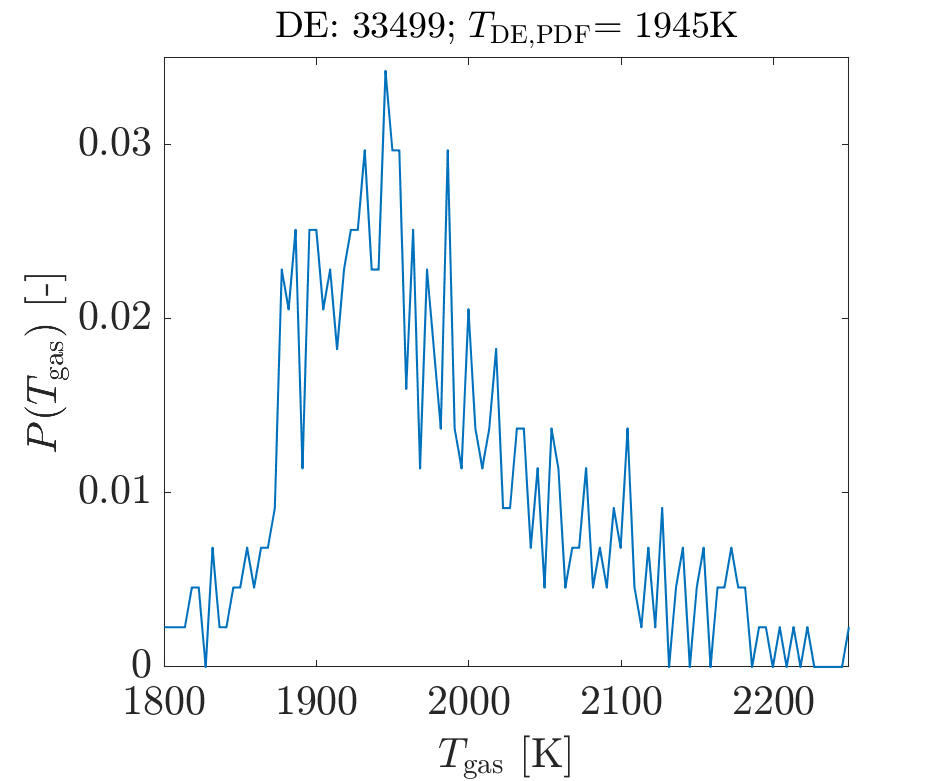 DE: 33499; T_DE,PDF= 1945K
P(T_gas) [-]
0.03
0.02
0.01
0
1800 1900 2000 2100 2200
T_gas [K]